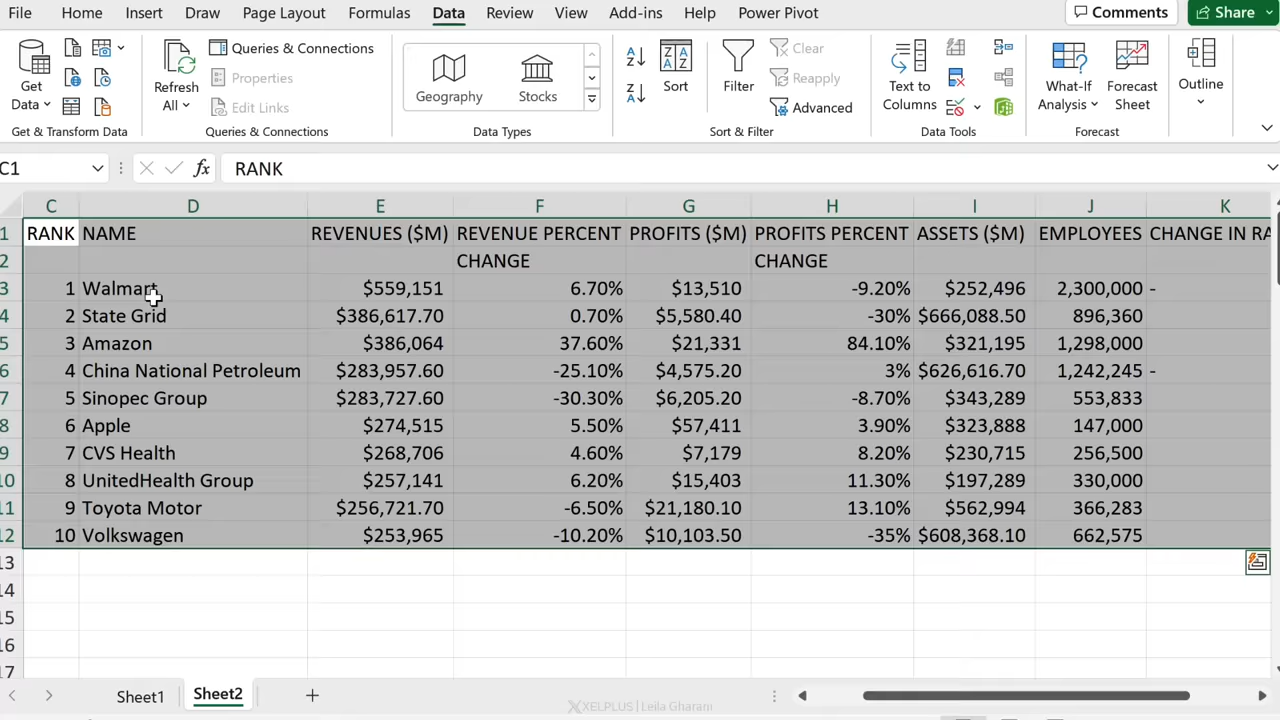 File Home Insert Draw Page Layout Formulas Data Review View Add-ins Help Power Pivot Comments Share
Get Data
Refresh All
Queries & Connections
Properties
Edit Links
Geography Stocks
Sort
Filter
Clear
Reapply
Advanced
Text to Columns
What-If Analysis
Forecast Sheet
Outline
Get & Transform Data Queries & Connections Data Types Sort & Filter Data Tools Forecast
C1 fx RANK
C D E F G H I J K
1 RANK NAME REVENUES ($M) REVENUE PERCENT PROFITS ($M) PROFITS PERCENT ASSETS ($M) EMPLOYEES CHANGE IN RA
2 CHANGE CHANGE
3 1 Walmart $559,151 6.70% $13,510 -9.20% $252,496 2,300,000 -
4 2 State Grid $386,617.70 0.70% $5,580.40 -30% $666,088.50 896,360
5 3 Amazon $386,064 37.60% $21,331 84.10% $321,195 1,298,000
6 4 China National Petroleum $283,957.60 -25.10% $4,575.20 3% $626,616.70 1,242,245 -
7 5 Sinopec Group $283,727.60 -30.30% $6,205.20 -8.70% $343,289 553,833
8 6 Apple $274,515 5.50% $57,411 3.90% $323,888 147,000
9 7 CVS Health $268,706 4.60% $7,179 8.20% $230,715 256,500
10 8 UnitedHealth Group $257,141 6.20% $15,403 11.30% $197,289 330,000
11 9 Toyota Motor $256,721.70 -6.50% $21,180.10 13.10% $562,994 366,283
12 10 Volkswagen $253,965 -10.20% $10,103.50 -35% $608,368.10 662,575
13
14
15
16
17
Sheet1 Sheet2
XELPLUS | Leila Gharani